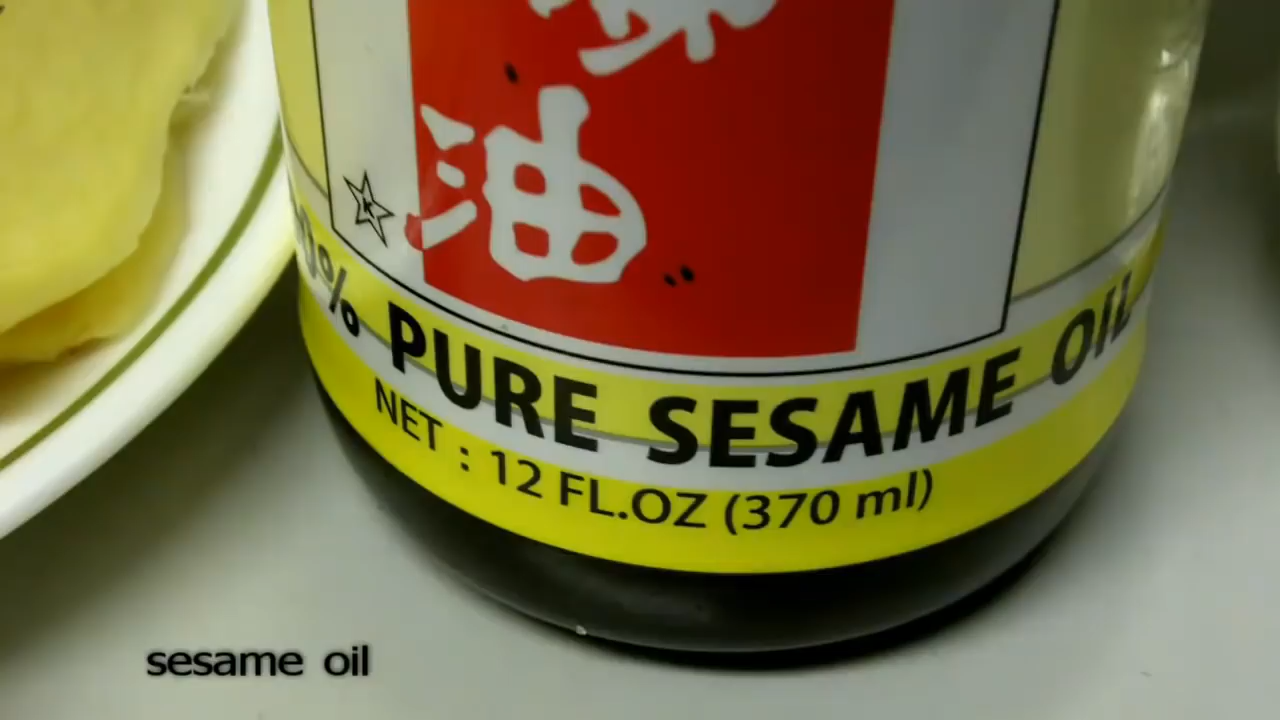 油
K
% PURE SESAME OIL
NET : 12 FL.OZ (370 ml)
sesame oil